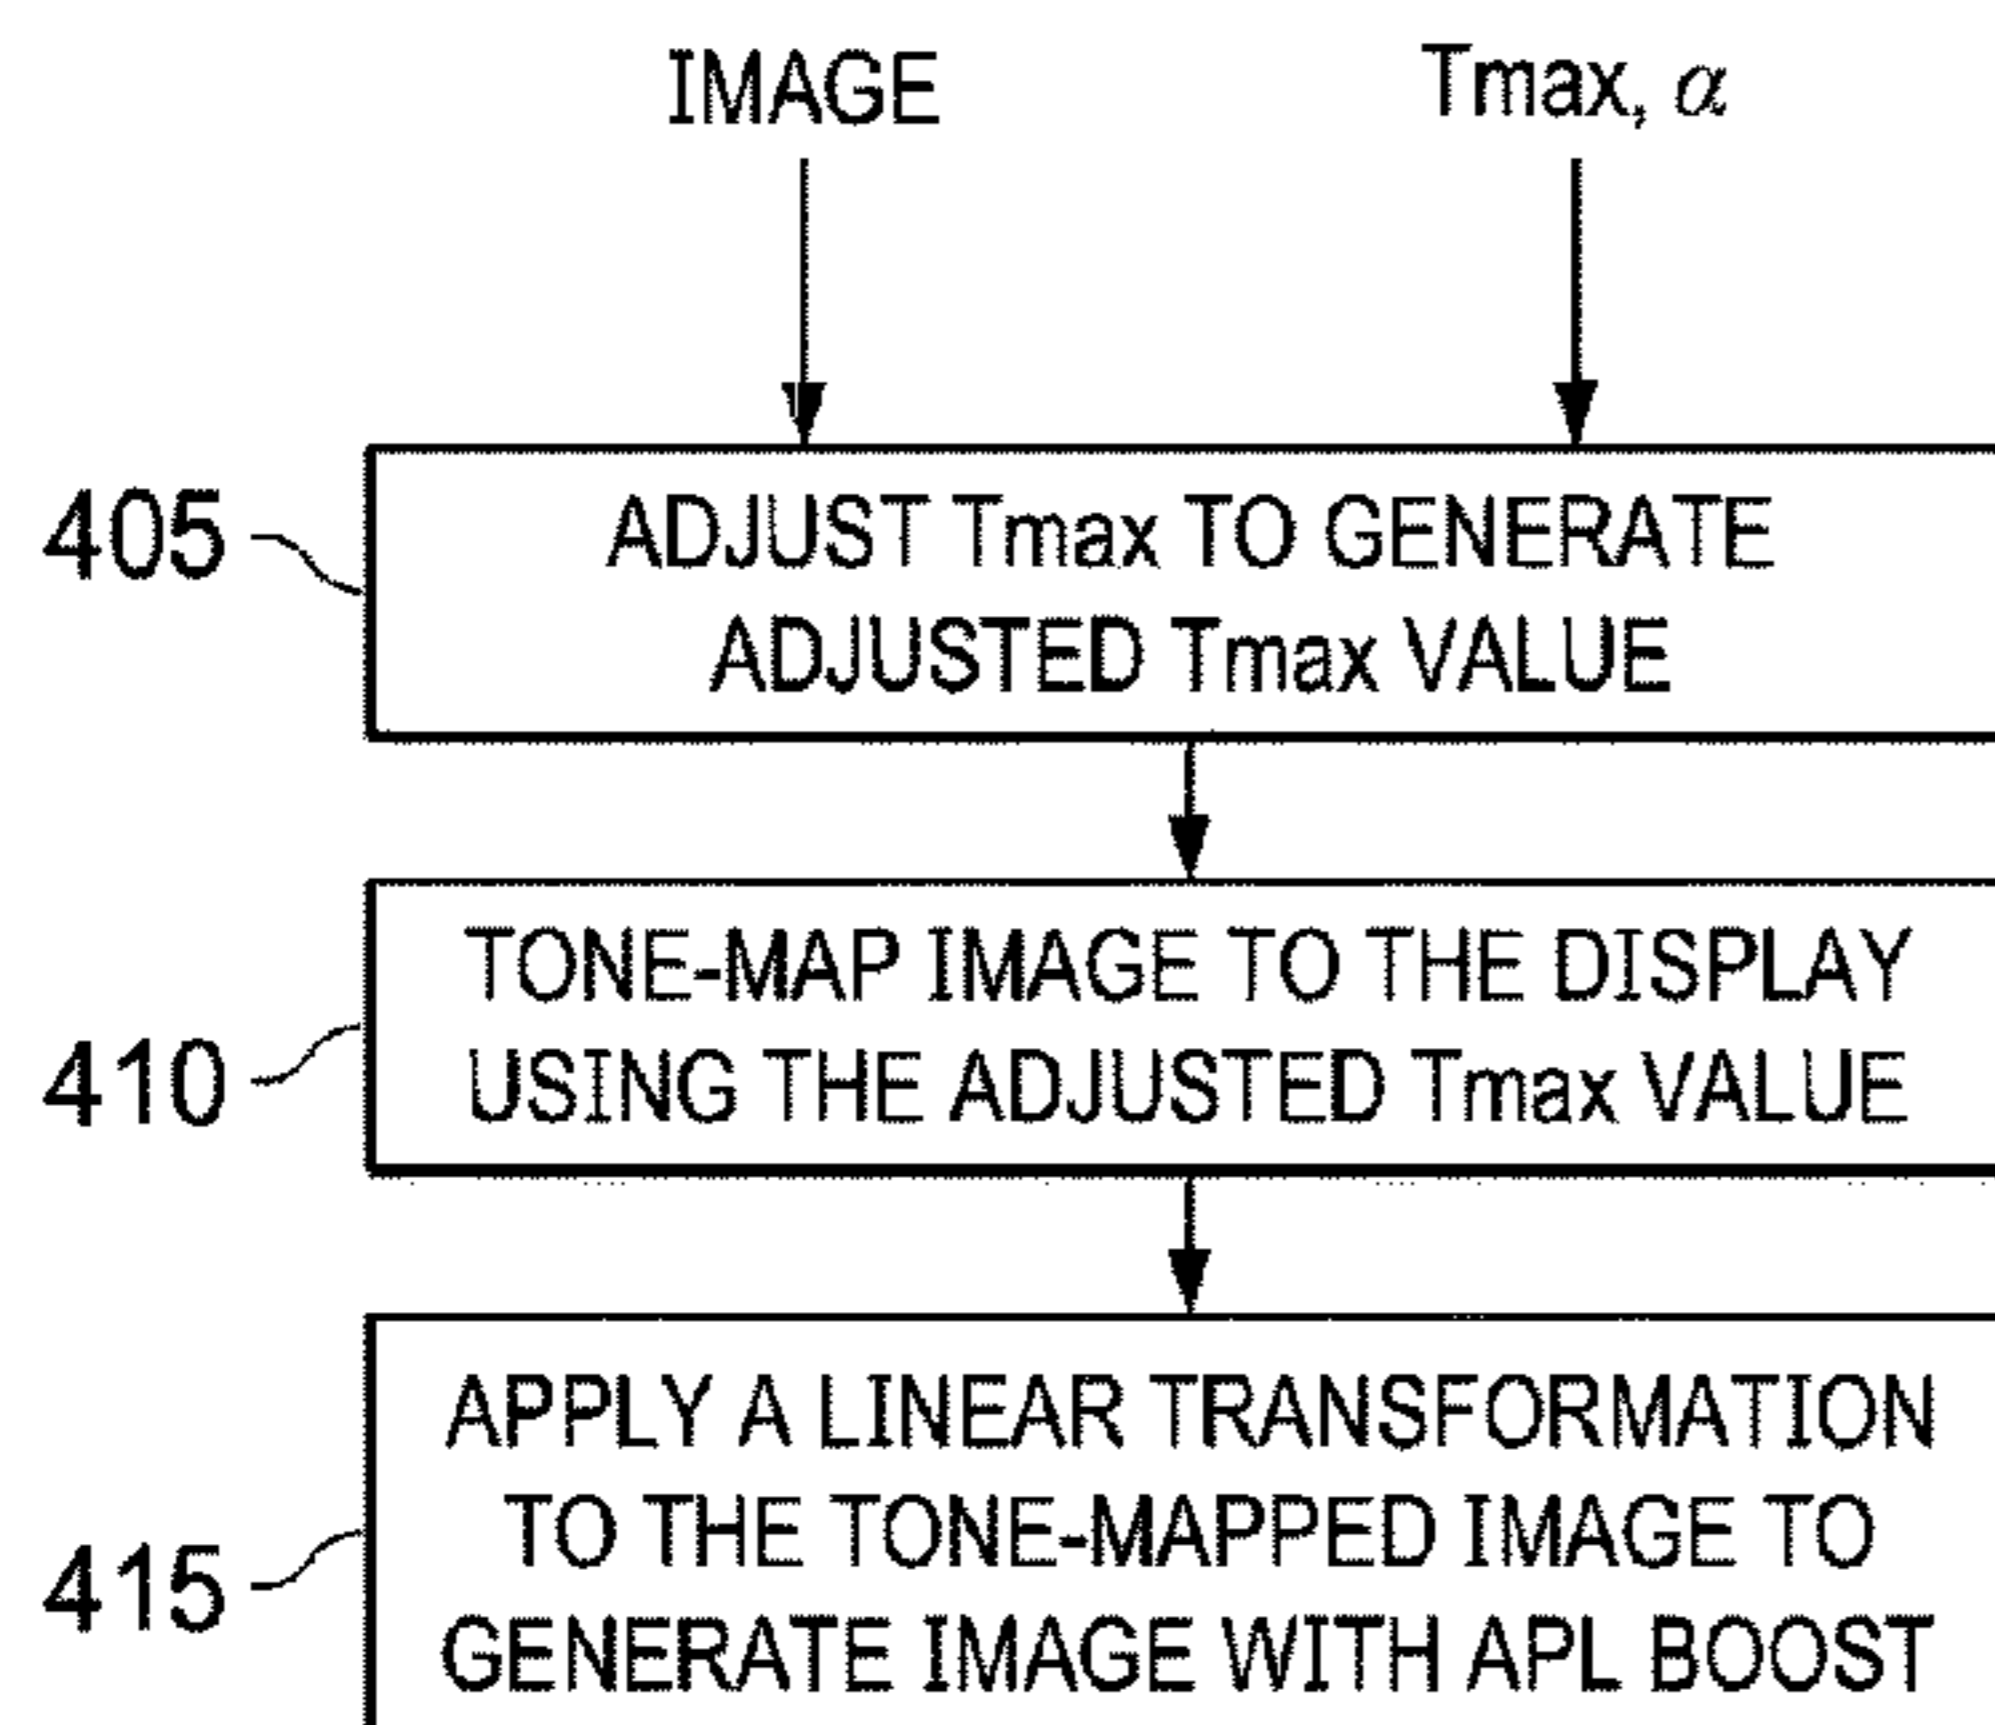 IMAGE
Tmax, α
405
ADJUST Tmax TO GENERATE
ADJUSTED Tmax VALUE
410
TONE-MAP IMAGE TO THE DISPLAY
USING THE ADJUSTED Tmax VALUE
415
APPLY A LINEAR TRANSFORMATION
TO THE TONE-MAPPED IMAGE TO
GENERATE IMAGE WITH APL BOOST